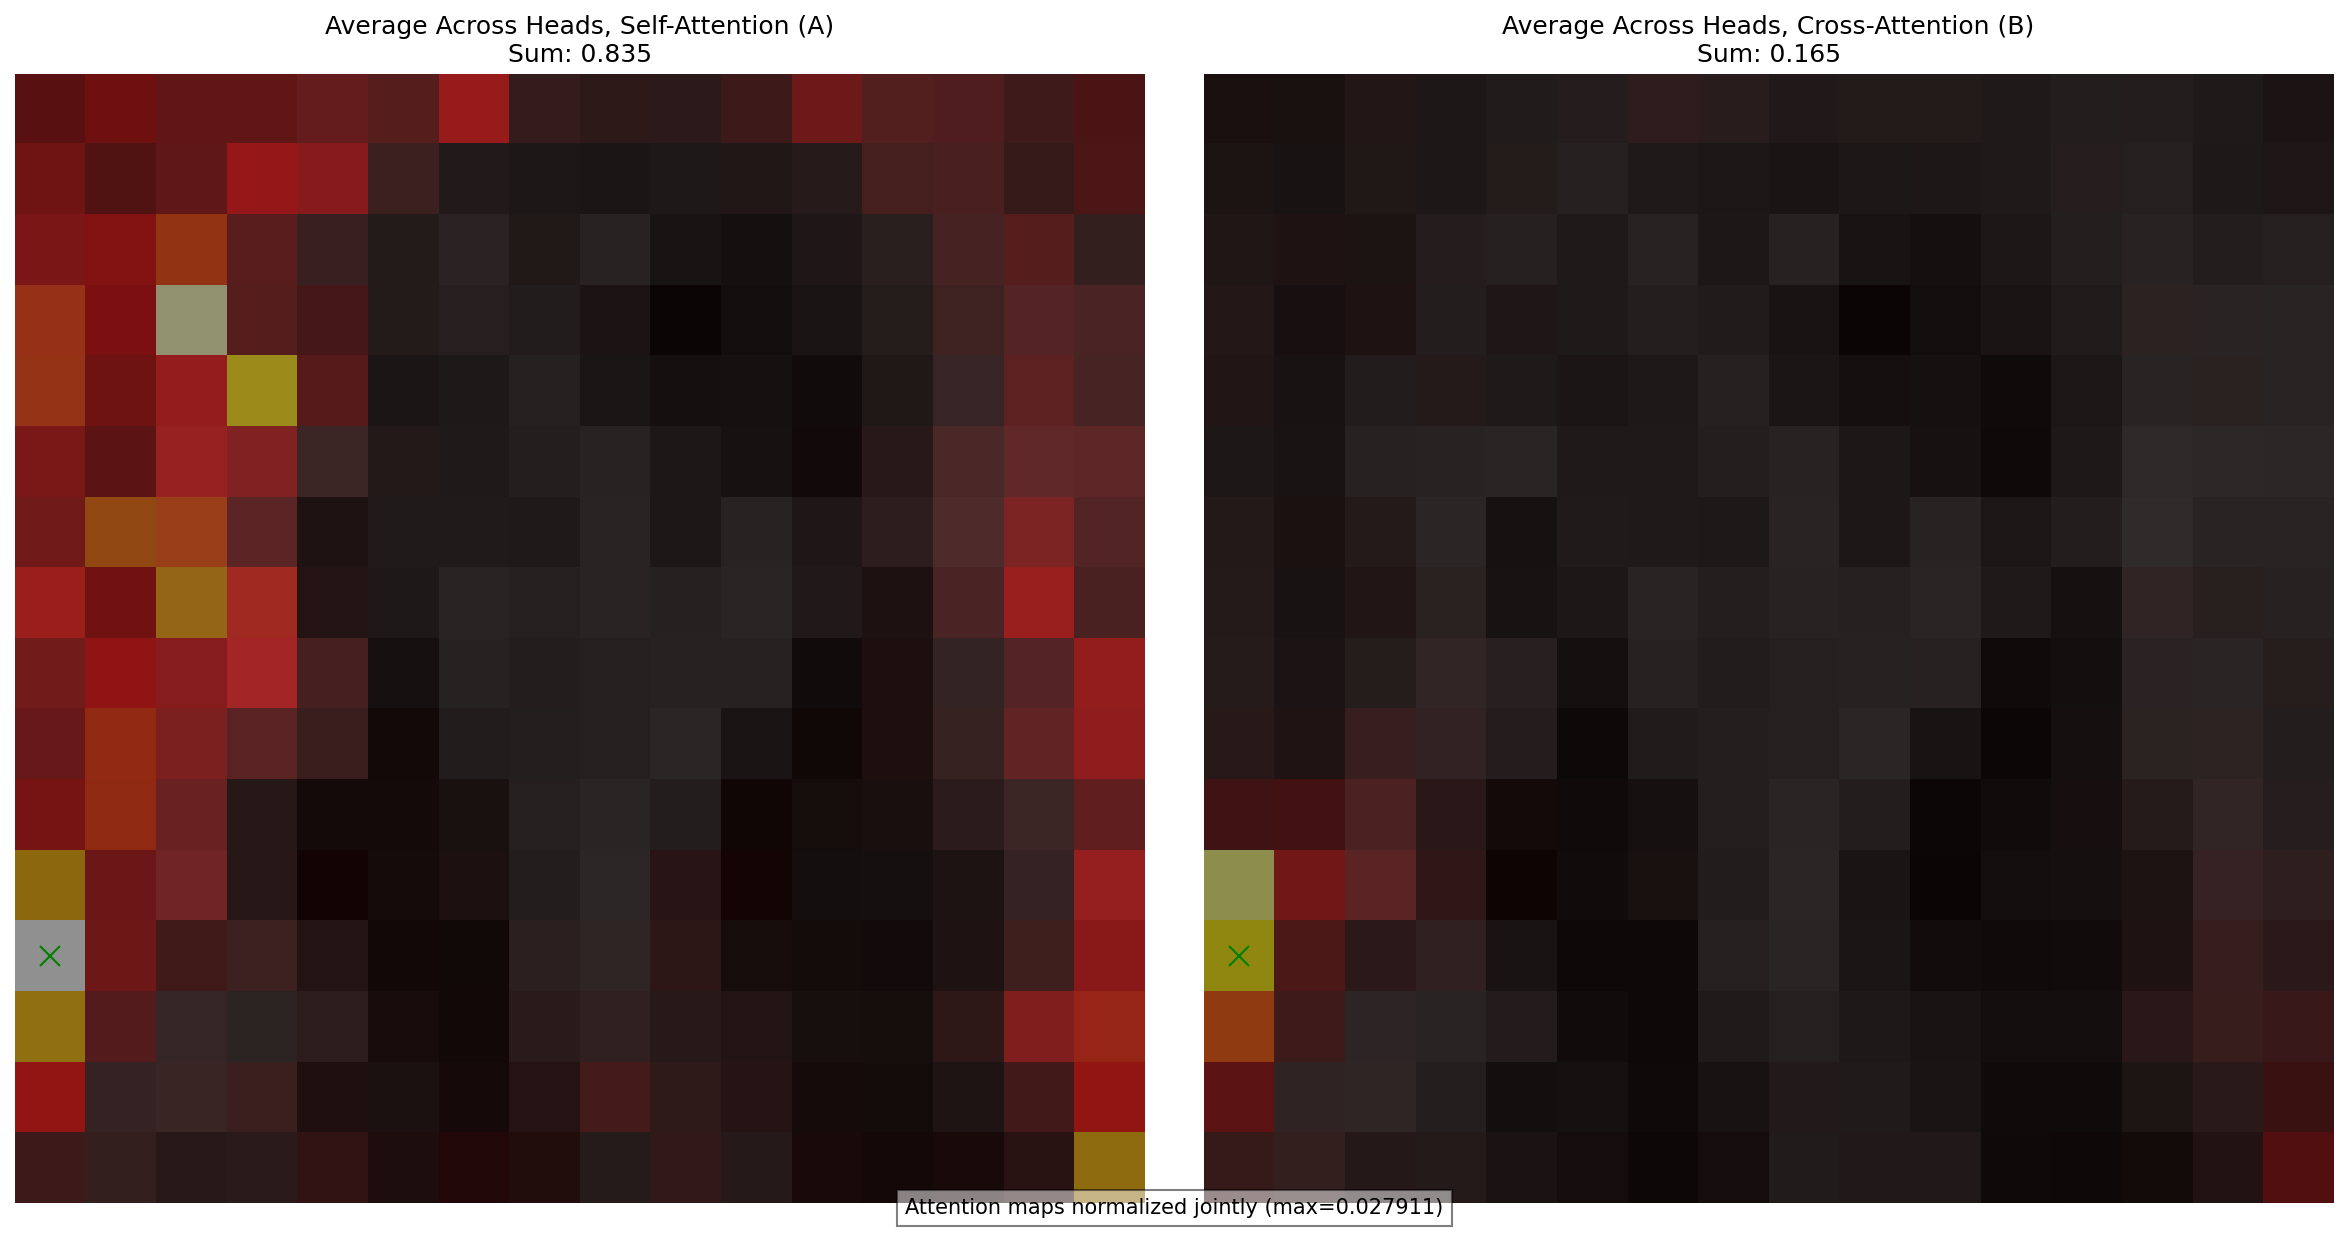 Average Across Heads, Self-Attention (A)
Sum: 0.835
Average Across Heads, Cross-Attention (B)
Sum: 0.165
Attention maps normalized jointly (max=0.027911)